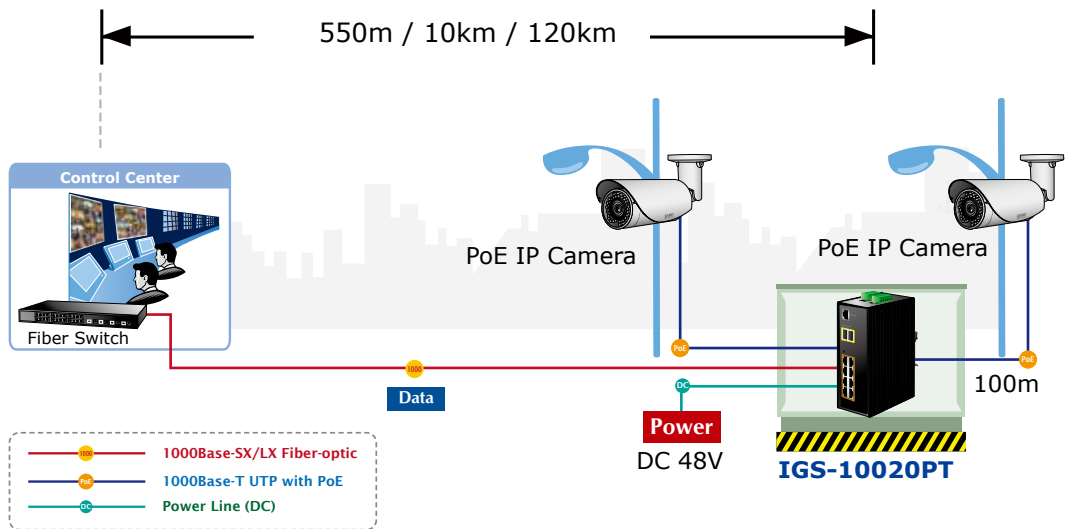 550m / 10km / 120km
Control Center
Fiber Switch
PoE IP Camera
PoE IP Camera
PoE
PoE
100m
1000
Data
DC
Power
DC 48V
IGS-10020PT
1000 1000Base-SX/LX Fiber-optic
PoE 1000Base-T UTP with PoE
DC Power Line (DC)